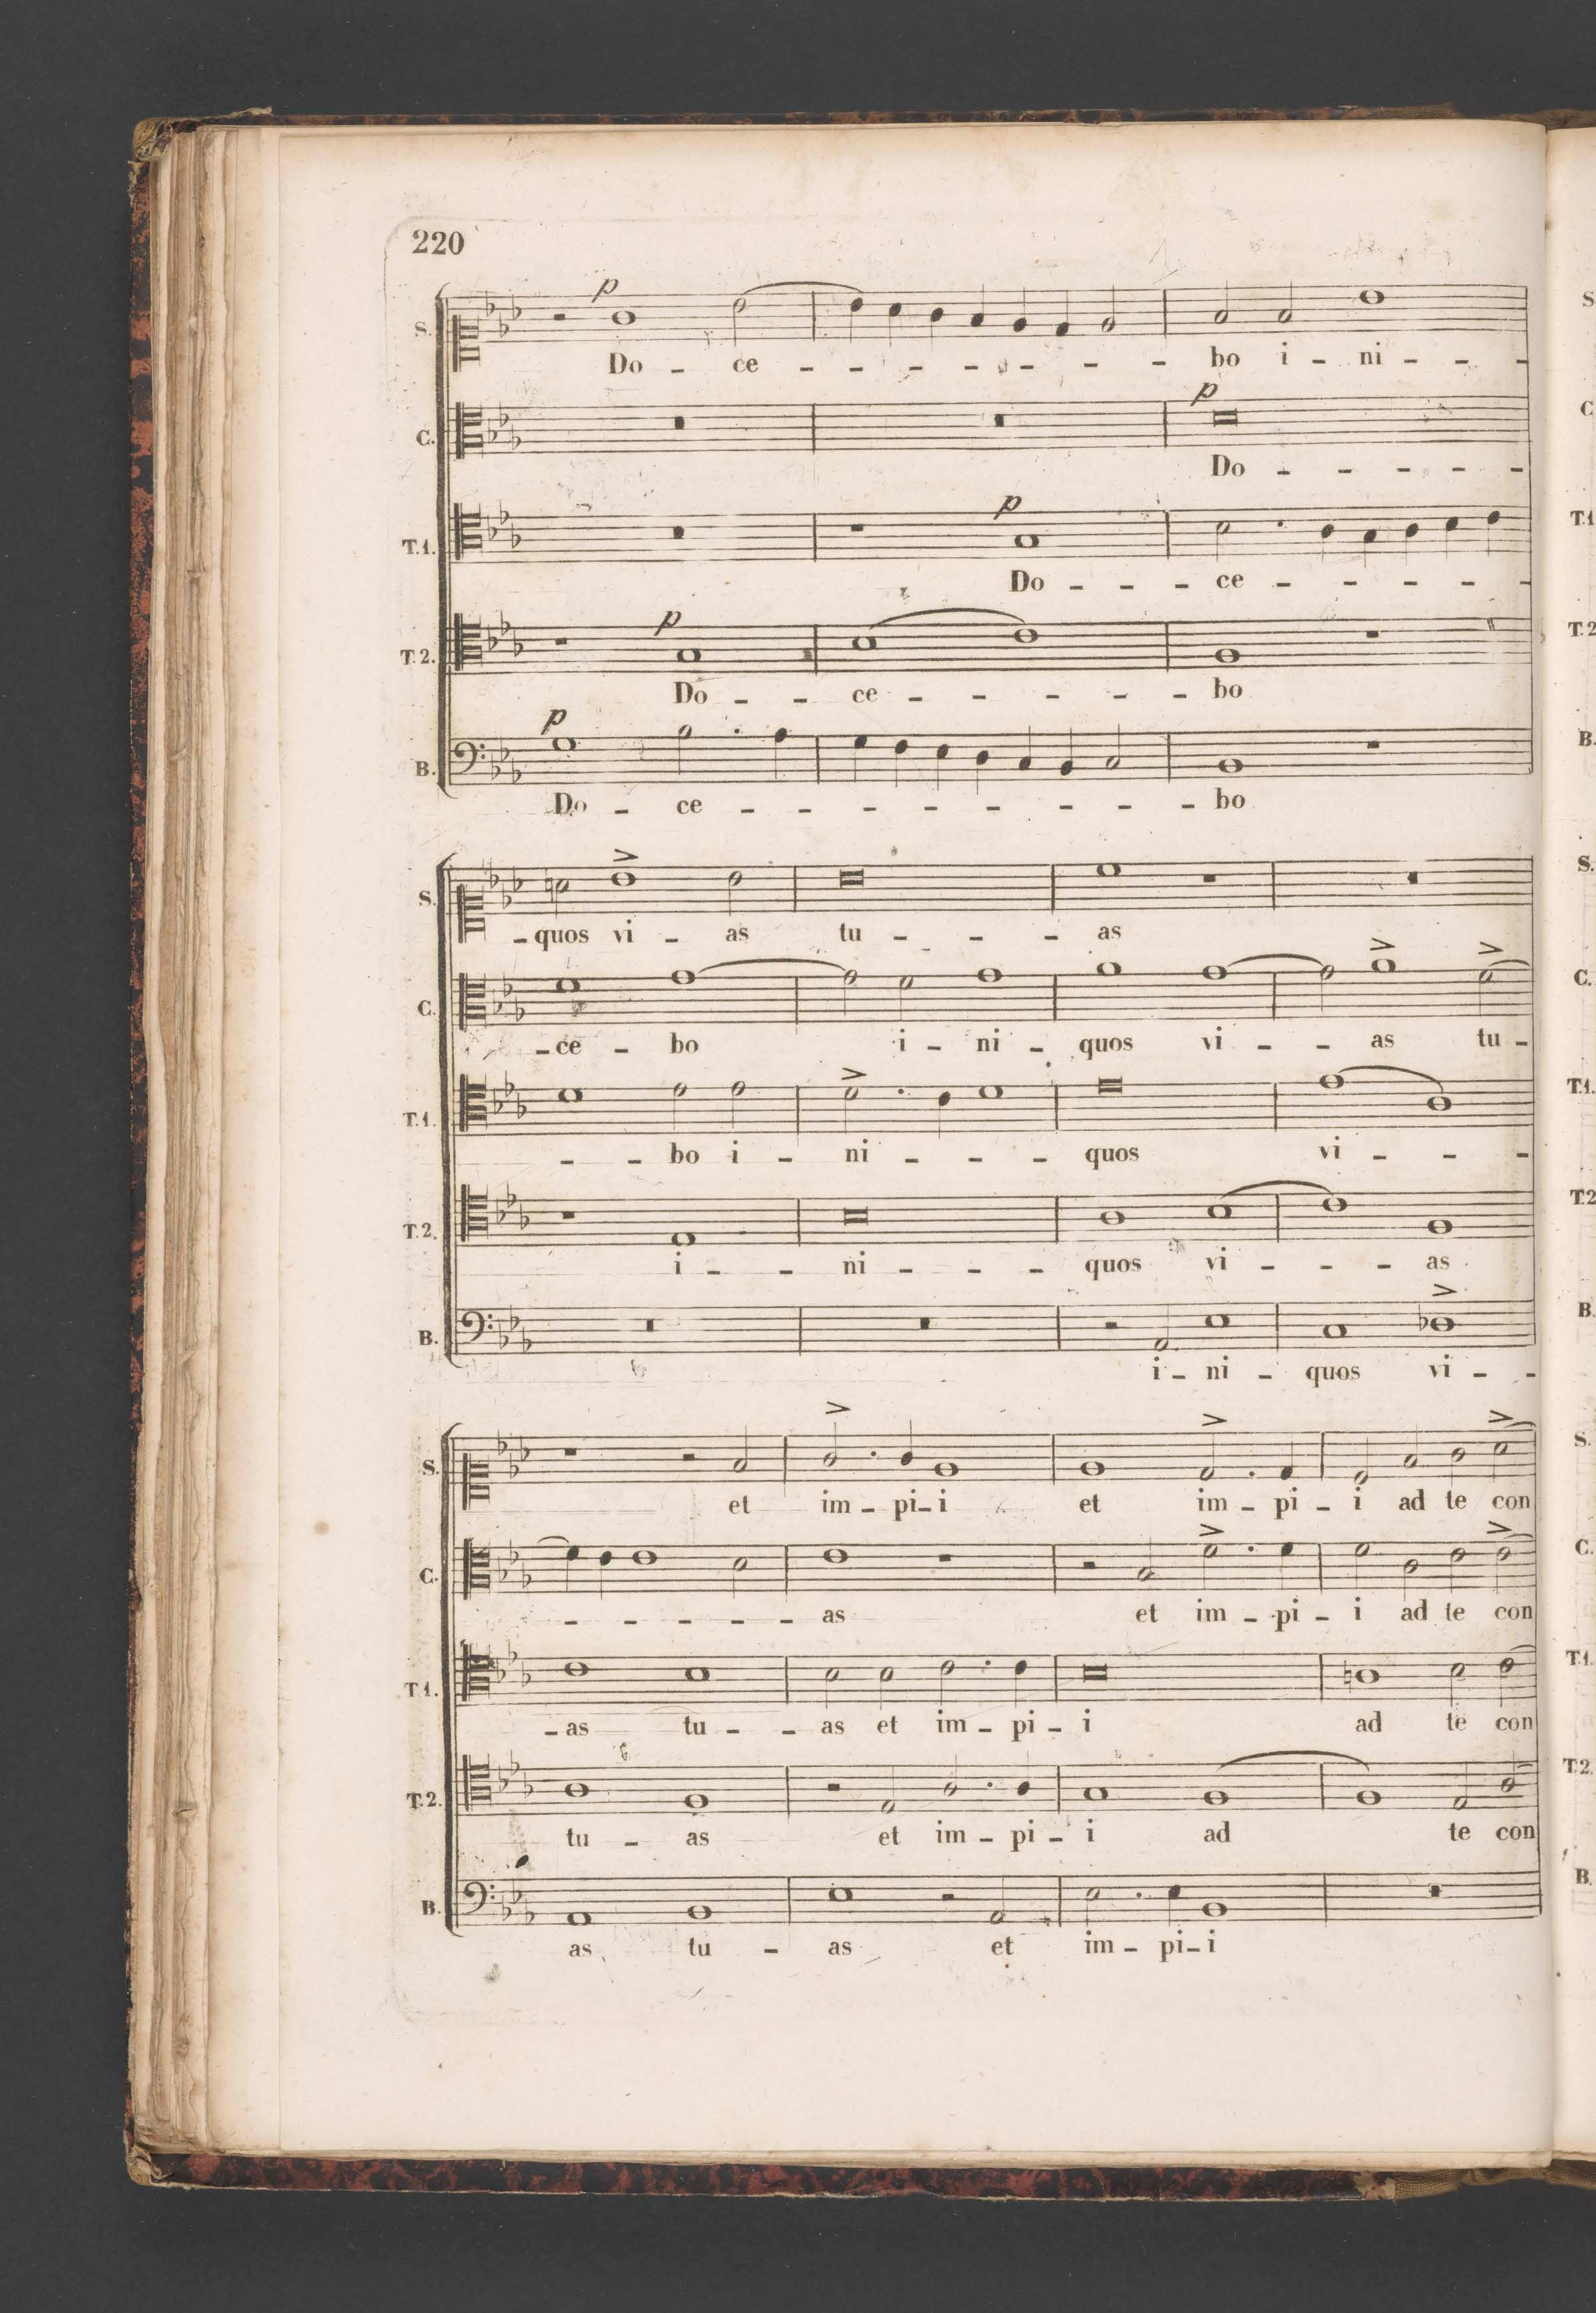 220
p
S. Do - ce - - - - - - - bo i - ni - - -
p
C. Do - - - - -
p
T.1. Do - - - ce - - - - -
p
T.2. Do - - ce - - - - - bo
p
B. Do - ce - - - - - - - - bo
S. - quos vi - as tu - - - as
C. - ce - bo i - ni - quos vi - - as tu -
T.1. - - bo i - ni - - - quos vi - - -
T.2. i - - ni - - - quos vi - - - as
B. i - ni - quos vi - -
S. et im - pi - i et im - pi - i ad te con
C. - - - - - as et im - pi - i ad te con
T.1. - as tu - - as et im - pi - i ad te con
T.2. tu - as et im - pi - i ad te con
B. as tu - as et im - pi - i
S
C
T.1
T.2
B.
S.
C.
T.1.
T.2
B.
S.
C.
T.1.
T.2.
B.